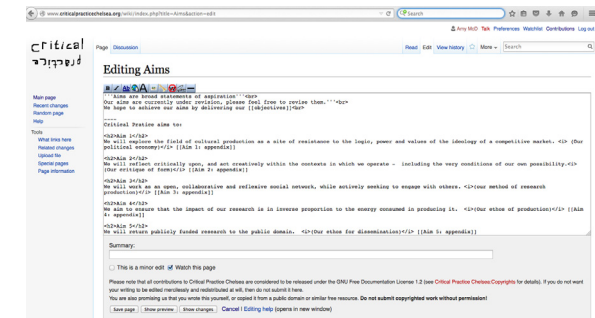 www.criticalpracticechelsea.org/wiki/index.php?title=Aims&action=edit
Search
Amy McD Talk Preferences Watchlist Contributions Log out
critical
practice
Page Discussion
Read Edit View history More Search
Editing Aims
Main page
Recent changes
Random page
Help
Tools
What links here
Related changes
Upload file
Special pages
Page information
'''Aims are broad statements of aspiration'''<br>
Our aims are currently under revision, please feel free to revise them.'''<br>
We hope to achieve our aims by delivering our [[objectives]]<br>
----
Critical Pratice aims to:
<h2>Aim 1</h2>
We will explore the field of cultural production as a site of resistance to the logic, power and values of the ideology of a competitive market. <i> (Our
political economy)</i> [[Aim 1: appendix]]
<h2>Aim 2</h2>
We will reflect critically upon, and act creatively within the contexts in which we operate - including the very conditions of our own possibility.<i>
(Our critique of form)</i> [[Aim 2: appendix]]
<h2>Aim 3</h2>
We will work as an open, collaborative and reflexive social network, while actively seeking to engage with others. <i>(our method of research
production)</i> [[Aim 3: appendix]]
<h2>Aim 4</h2>
We aim to ensure that the impact of our research is in inverse proportion to the energy consumed in producing it. <i>(Our ethos of production)</i> [[Aim
4: appendix]]
<h2>Aim 5</h2>
We will return publicly funded research to the public domain. <i>(Our ethos for dissemination)</i> [[Aim 5: appendix]]
Summary:
This is a minor edit Watch this page
Please note that all contributions to Critical Practice Chelsea are considered to be released under the GNU Free Documentation License 1.2 (see Critical Practice Chelsea:Copyrights for details). If you do not want
your writing to be edited mercilessly and redistributed at will, then do not submit it here.
You are also promising us that you wrote this yourself, or copied it from a public domain or similar free resource. Do not submit copyrighted work without permission!
Save page Show preview Show changes Cancel | Editing help (opens in new window)